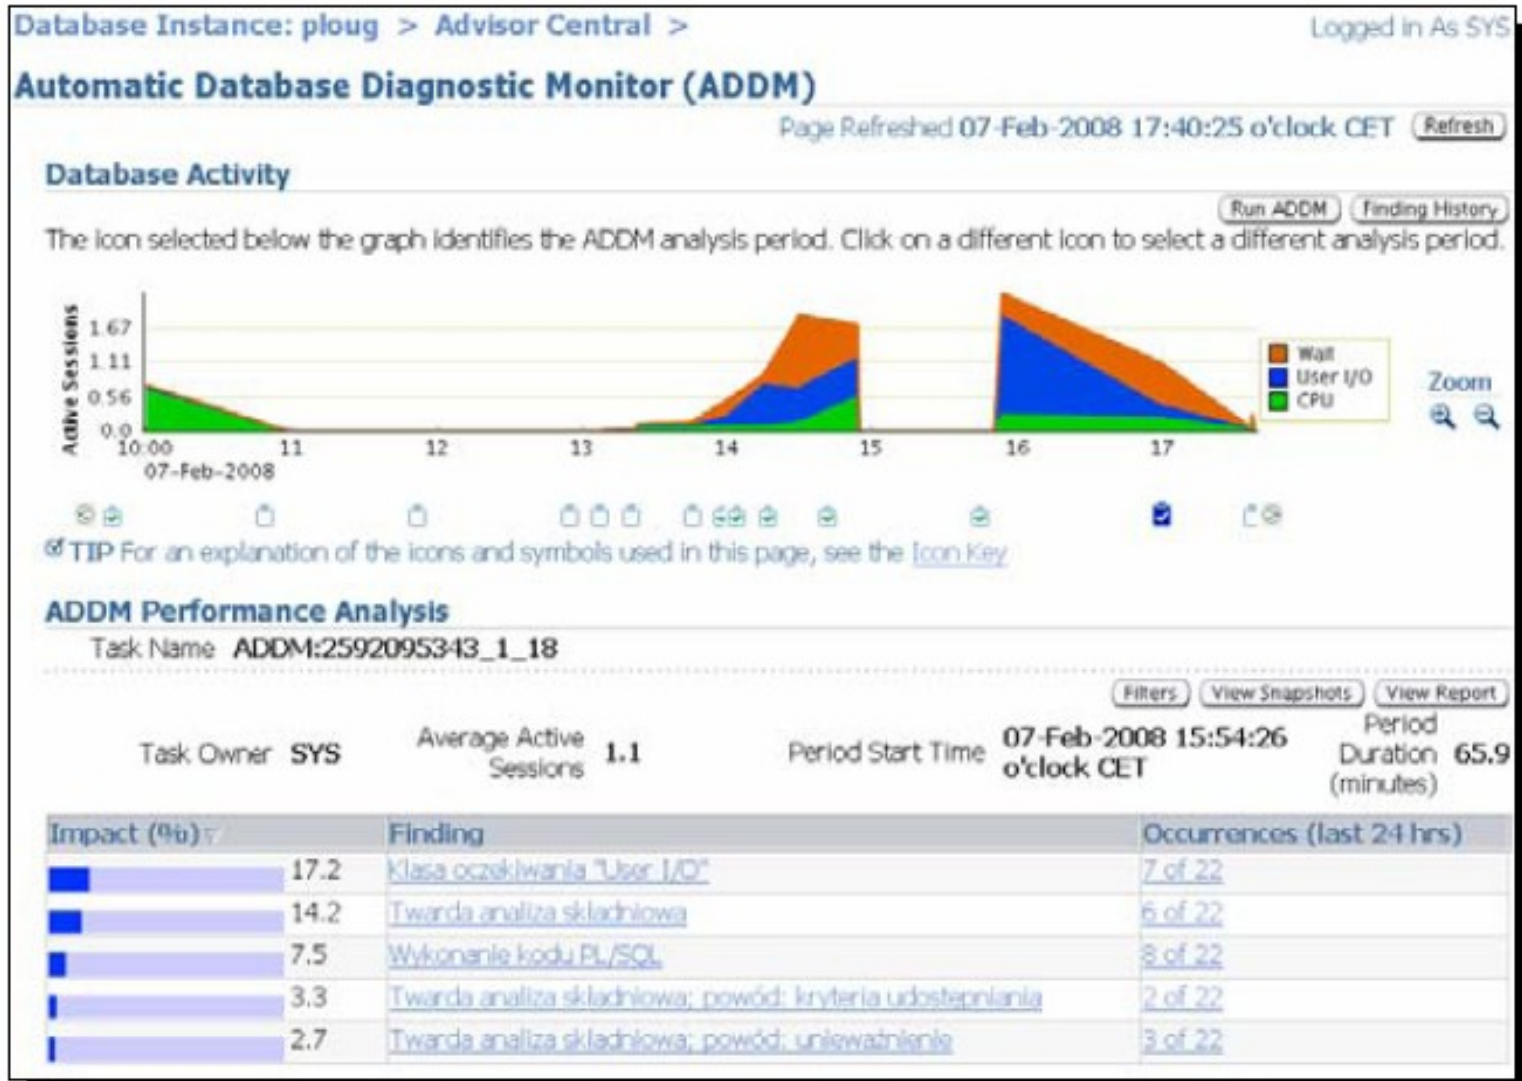 Database Instance: ploug > Advisor Central >
Logged in As SYS
Automatic Database Diagnostic Monitor (ADDM)
Page Refreshed 07-Feb-2008 17:40:25 o'clock CET Refresh
Database Activity
Run ADDM Finding History
The icon selected below the graph identifies the ADDM analysis period. Click on a different icon to select a different analysis period.
Active Sessions
1.67
1.11
0.56
0.0
10:00 11 12 13 14 15 16 17
07-Feb-2008
Wait
User I/O
CPU
Zoom
TIP For an explanation of the icons and symbols used in this page, see the Icon Key
ADDM Performance Analysis
Task Name ADDM:2592095343_1_18
Filters View Snapshots View Report
Task Owner SYS
Average Active Sessions 1.1
Period Start Time 07-Feb-2008 15:54:26 o'clock CET
Period Duration (minutes) 65.9
Impact (%) Finding Occurrences (last 24 hrs)
17.2 Klasa oczekiwania "User I/O" 7 of 22
14.2 Twarda analiza składniowa 6 of 22
7.5 Wykonanie kodu PL/SQL 8 of 22
3.3 Twarda analiza składniowa; powód: kryteria udostępniania 2 of 22
2.7 Twarda analiza składniowa; powód: unieważnienie 3 of 22